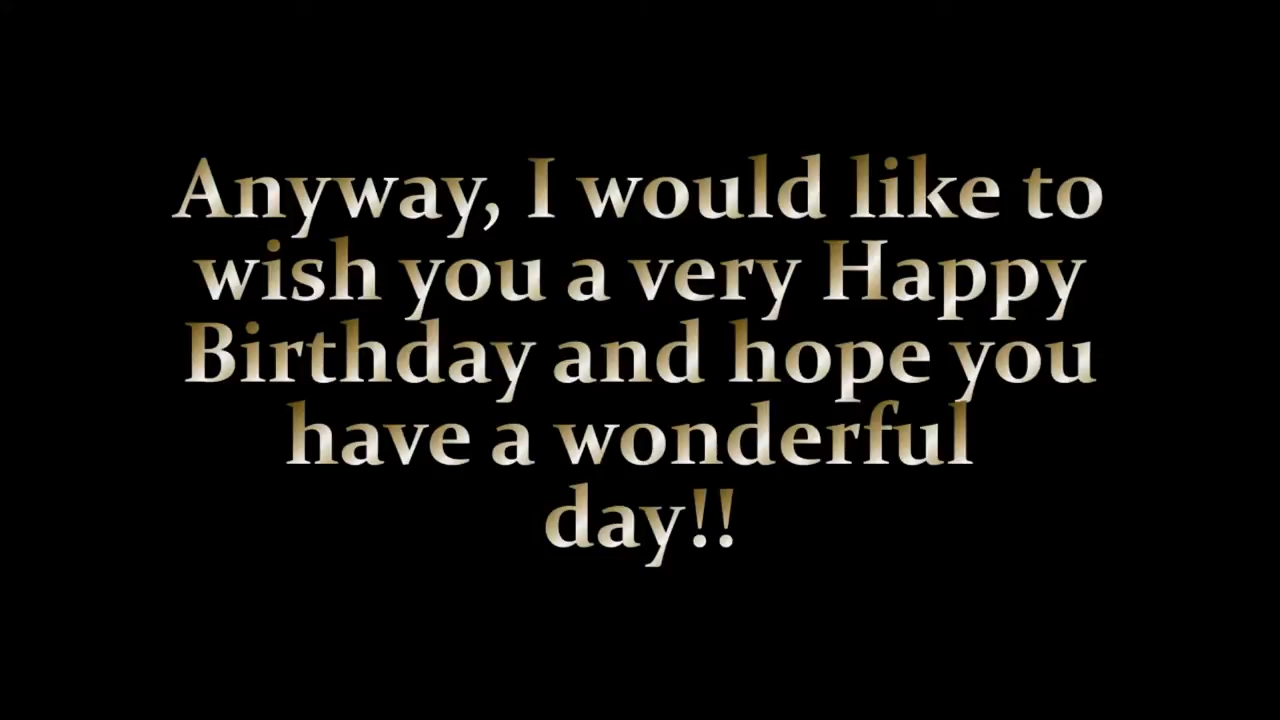 Anyway, I would like to
wish you a very Happy
Birthday and hope you
have a wonderful
day!!